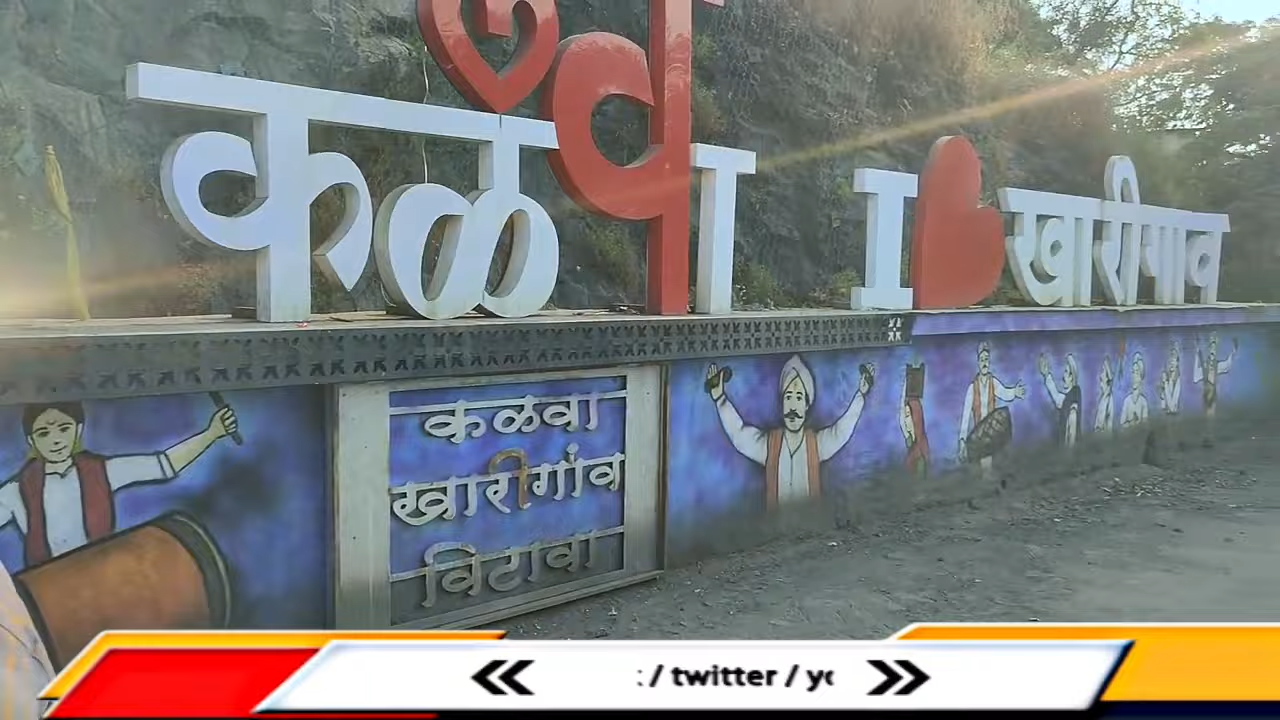 कळवा
I ❤ खारीगाव
कळवा
खारीगांव
विटावा
: / twitter / yo